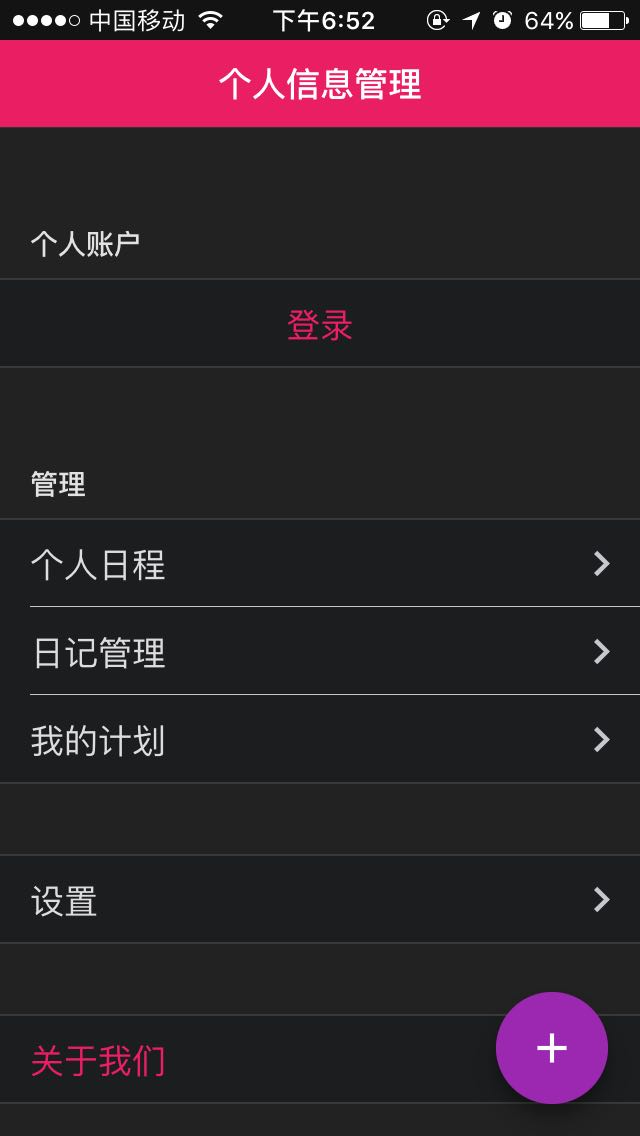 中国移动 下午6:52 64%
个人信息管理
个人账户
登录
管理
个人日程
日记管理
我的计划
设置
关于我们
+